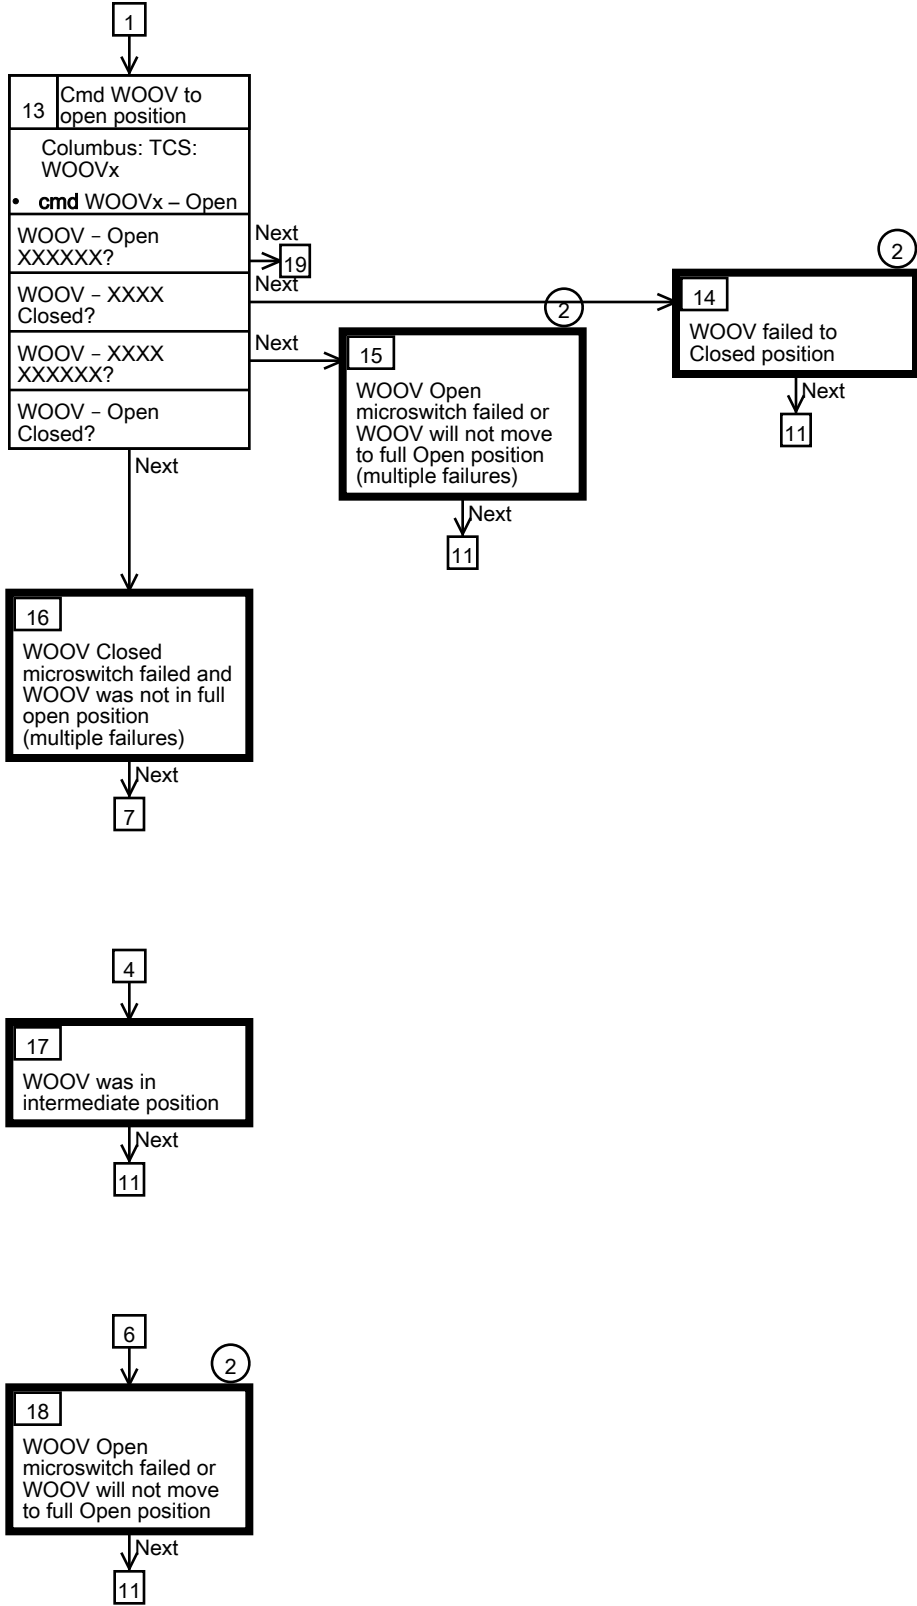 1
13
Cmd WOOV to
open position
Columbus: TCS:
WOOVx
• cmd WOOVx – Open
WOOV – Open
XXXXXX?
Next
19
WOOV – XXXX
Closed?
Next
2
14
WOOV failed to
Closed position
Next
11
WOOV – XXXX
XXXXXX?
Next
2
15
WOOV Open
microswitch failed or
WOOV will not move
to full Open position
(multiple failures)
Next
11
WOOV – Open
Closed?
Next
16
WOOV Closed
microswitch failed and
WOOV was not in full
open position
(multiple failures)
Next
7
4
17
WOOV was in
intermediate position
Next
11
6
2
18
WOOV Open
microswitch failed or
WOOV will not move
to full Open position
Next
11